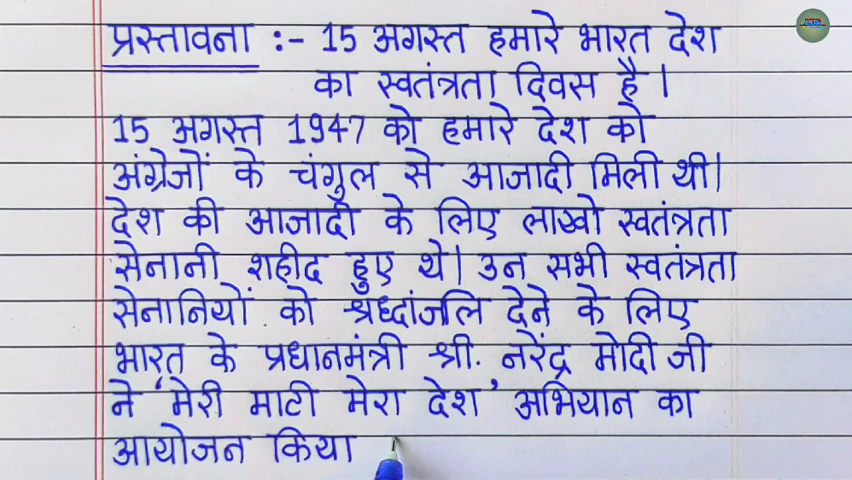 प्रस्तावना :- 15 अगस्त हमारे भारत देश
का स्वतंत्रता दिवस है।
15 अगस्त 1947 को हमारे देश को
अंग्रेजों के चंगुल से आजादी मिली थी।
देश की आजादी के लिए लाखो स्वतंत्रता
सेनानी शहीद हुए थे। उन सभी स्वतंत्रता
सेनानियों को श्रध्दांजलि देने के लिए
भारत के प्रधानमंत्री श्री. नरेंद्र मोदी जी
ने ‘मेरी माटी मेरा देश’ अभियान का
आयोजन किया